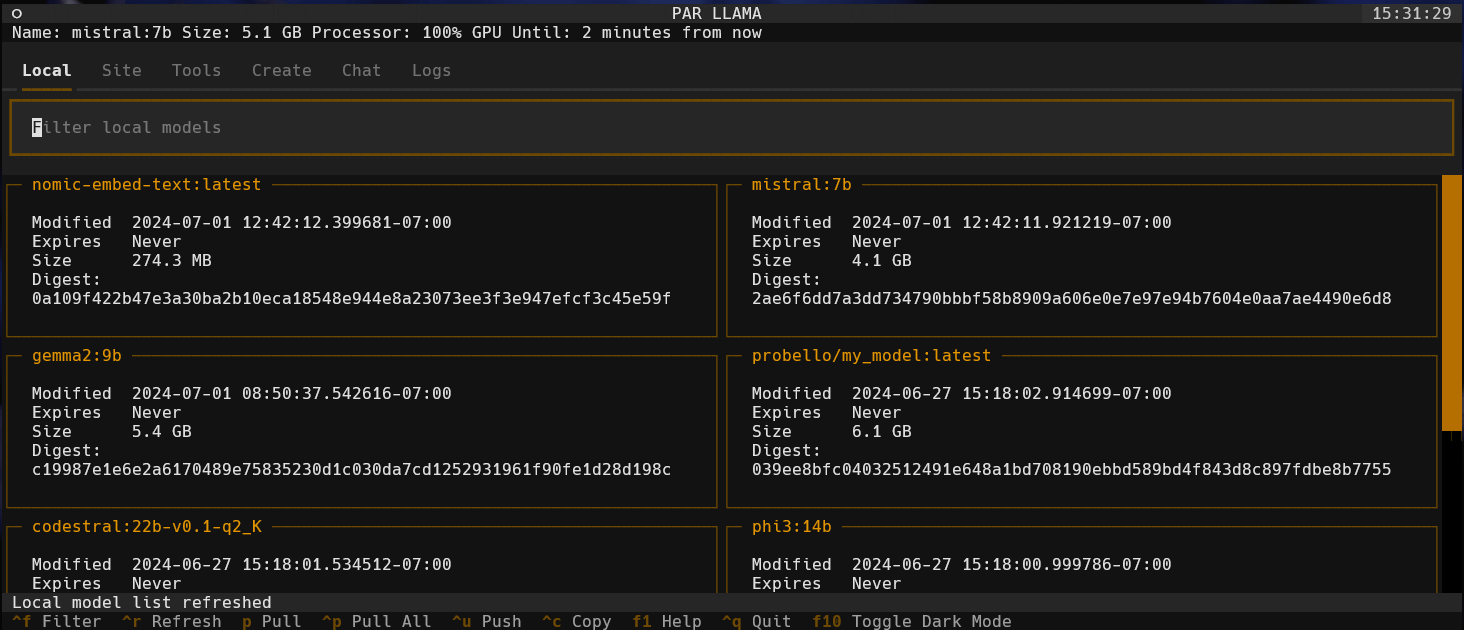 PAR LLAMA 15:31:29
Name: mistral:7b Size: 5.1 GB Processor: 100% GPU Until: 2 minutes from now
Local Site Tools Create Chat Logs
Filter local models
nomic-embed-text:latest
Modified 2024-07-01 12:42:12.399681-07:00
Expires Never
Size 274.3 MB
Digest:
0a109f422b47e3a30ba2b10eca18548e944e8a23073ee3f3e947efcf3c45e59f
mistral:7b
Modified 2024-07-01 12:42:11.921219-07:00
Expires Never
Size 4.1 GB
Digest:
2ae6f6dd7a3dd734790bbbf58b8909a606e0e7e97e94b7604e0aa7ae4490e6d8
gemma2:9b
Modified 2024-07-01 08:50:37.542616-07:00
Expires Never
Size 5.4 GB
Digest:
c19987e1e6e2a6170489e75835230d1c030da7cd1252931961f90fe1d28d198c
probello/my_model:latest
Modified 2024-06-27 15:18:02.914699-07:00
Expires Never
Size 6.1 GB
Digest:
039ee8bfc04032512491e648a1bd708190ebbd589bd4f843d8c897fdbe8b7755
codestral:22b-v0.1-q2_K
Modified 2024-06-27 15:18:01.534512-07:00
Expires Never
phi3:14b
Modified 2024-06-27 15:18:00.999786-07:00
Expires Never
Local model list refreshed
^f Filter ^r Refresh p Pull ^p Pull All ^u Push ^c Copy f1 Help ^q Quit f10 Toggle Dark Mode